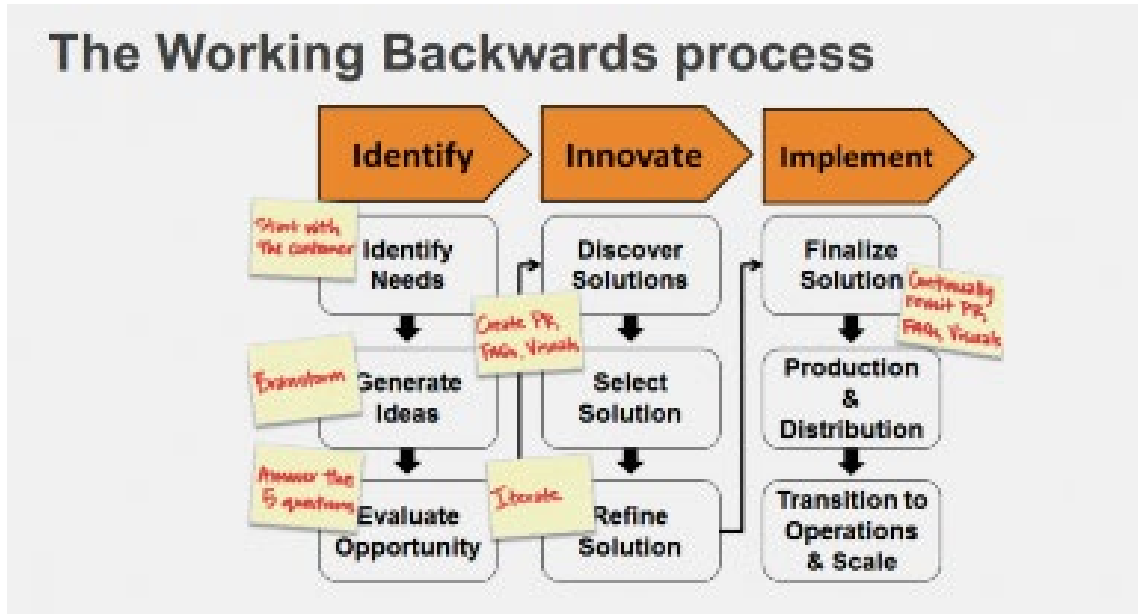 The Working Backwards process
Identify
Innovate
Implement
Start with
the customer
Identify
Needs
Brainstorm
Generate
Ideas
Answer the
5 questions
Evaluate
Opportunity
Discover
Solutions
Create PR,
FAQs, Visuals
Select
Solution
Iterate
Refine
Solution
Finalize
Solution
Continually
revisit PR,
FAQs, Visuals
Production
&
Distribution
Transition to
Operations
& Scale